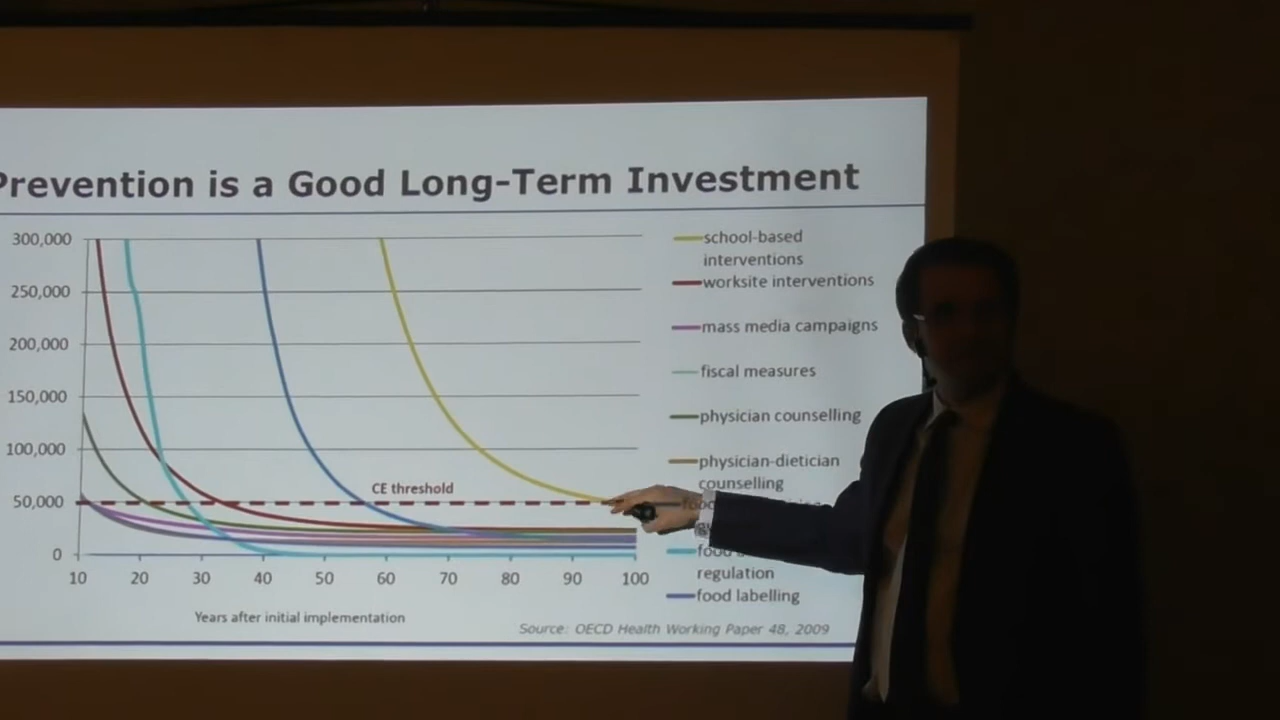 Prevention is a Good Long-Term Investment
300,000
250,000
200,000
150,000
100,000
50,000
0
CE threshold
10 20 30 40 50 60 70 80 90 100
Years after initial implementation
school-based
interventions
worksite interventions
mass media campaigns
fiscal measures
physician counselling
physician-dietician
counselling
food
regulation
food labelling
Source: OECD Health Working Paper 48, 2009